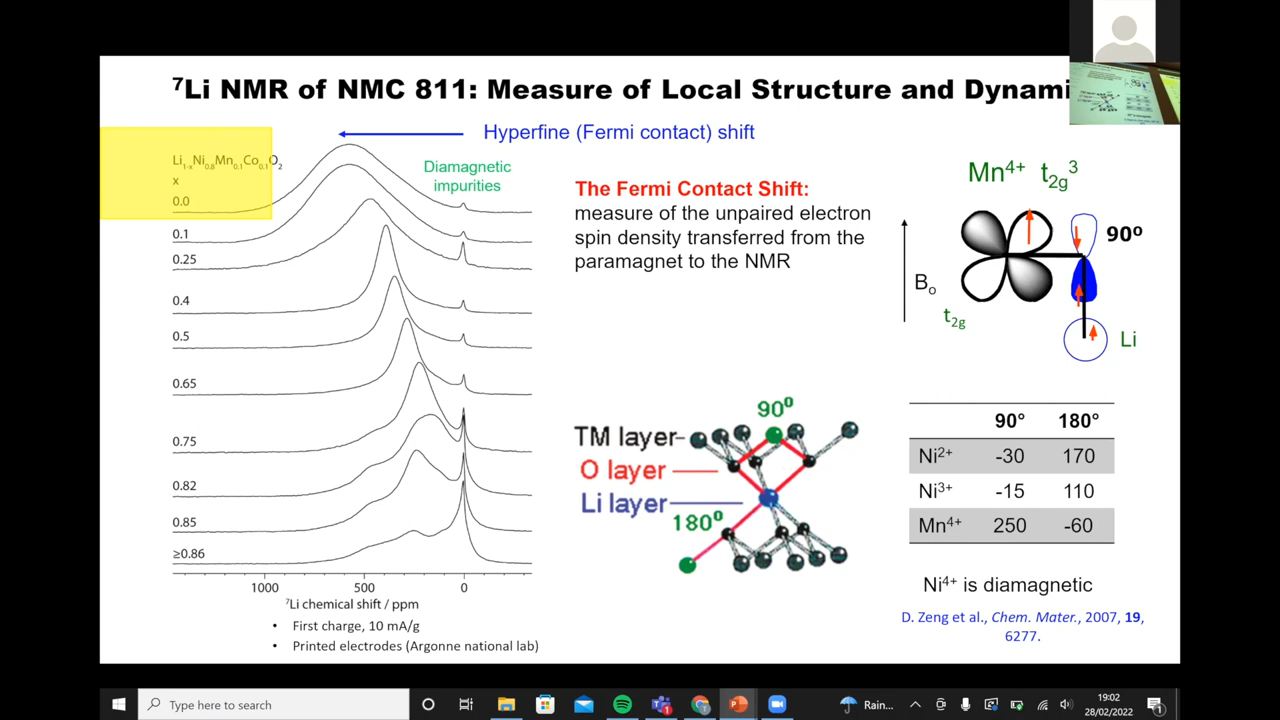 ⁷Li NMR of NMC 811: Measure of Local Structure and Dynami
Hyperfine (Fermi contact) shift
Li₁₋ₓNi₀.₈Mn₀.₁Co₀.₁O₂
x
0.0
0.1
0.25
0.4
0.5
0.65
0.75
0.82
0.85
≥0.86
Diamagnetic
impurities
1000 500 0
⁷Li chemical shift / ppm
• First charge, 10 mA/g
• Printed electrodes (Argonne national lab)
The Fermi Contact Shift:
measure of the unpaired electron
spin density transferred from the
paramagnet to the NMR
Mn⁴⁺ t₂g³
90º
Bₒ
t₂g
Li
90⁰
TM layer
O layer
Li layer
180⁰
90° 180°
Ni²⁺ -30 170
Ni³⁺ -15 110
Mn⁴⁺ 250 -60
Ni⁴⁺ is diamagnetic
D. Zeng et al., Chem. Mater., 2007, 19,
6277.
Type here to search
Rain...
19:02
28/02/2022